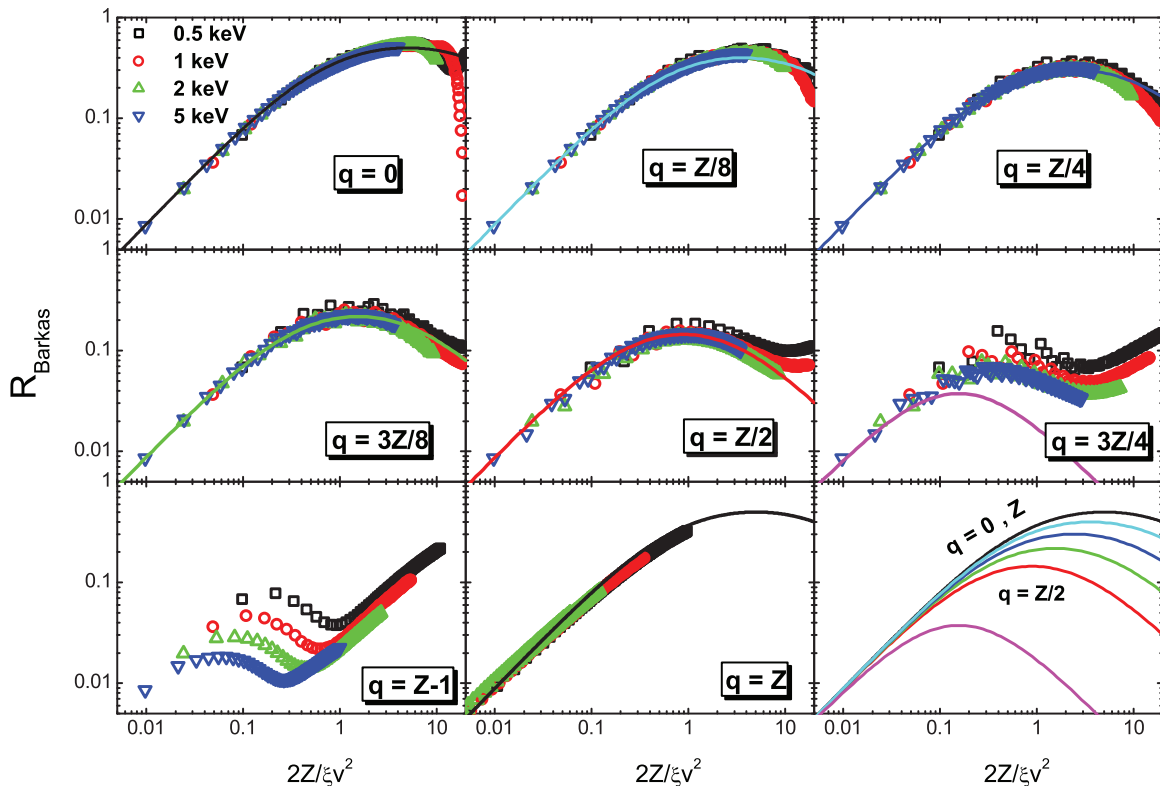 1
0.5 keV
1 keV
2 keV
5 keV
0.1
0.01
q = 0
q = Z/8
q = Z/4
1
0.1
0.01
q = 3Z/8
q = Z/2
q = 3Z/4
1
0.1
0.01
q = Z-1
q = Z
q = 0 , Z
q = Z/2
0.01 0.1 1 10
0.01 0.1 1 10
0.01 0.1 1 10
2Z/ξv²
2Z/ξv²
2Z/ξv²
R_Barkas